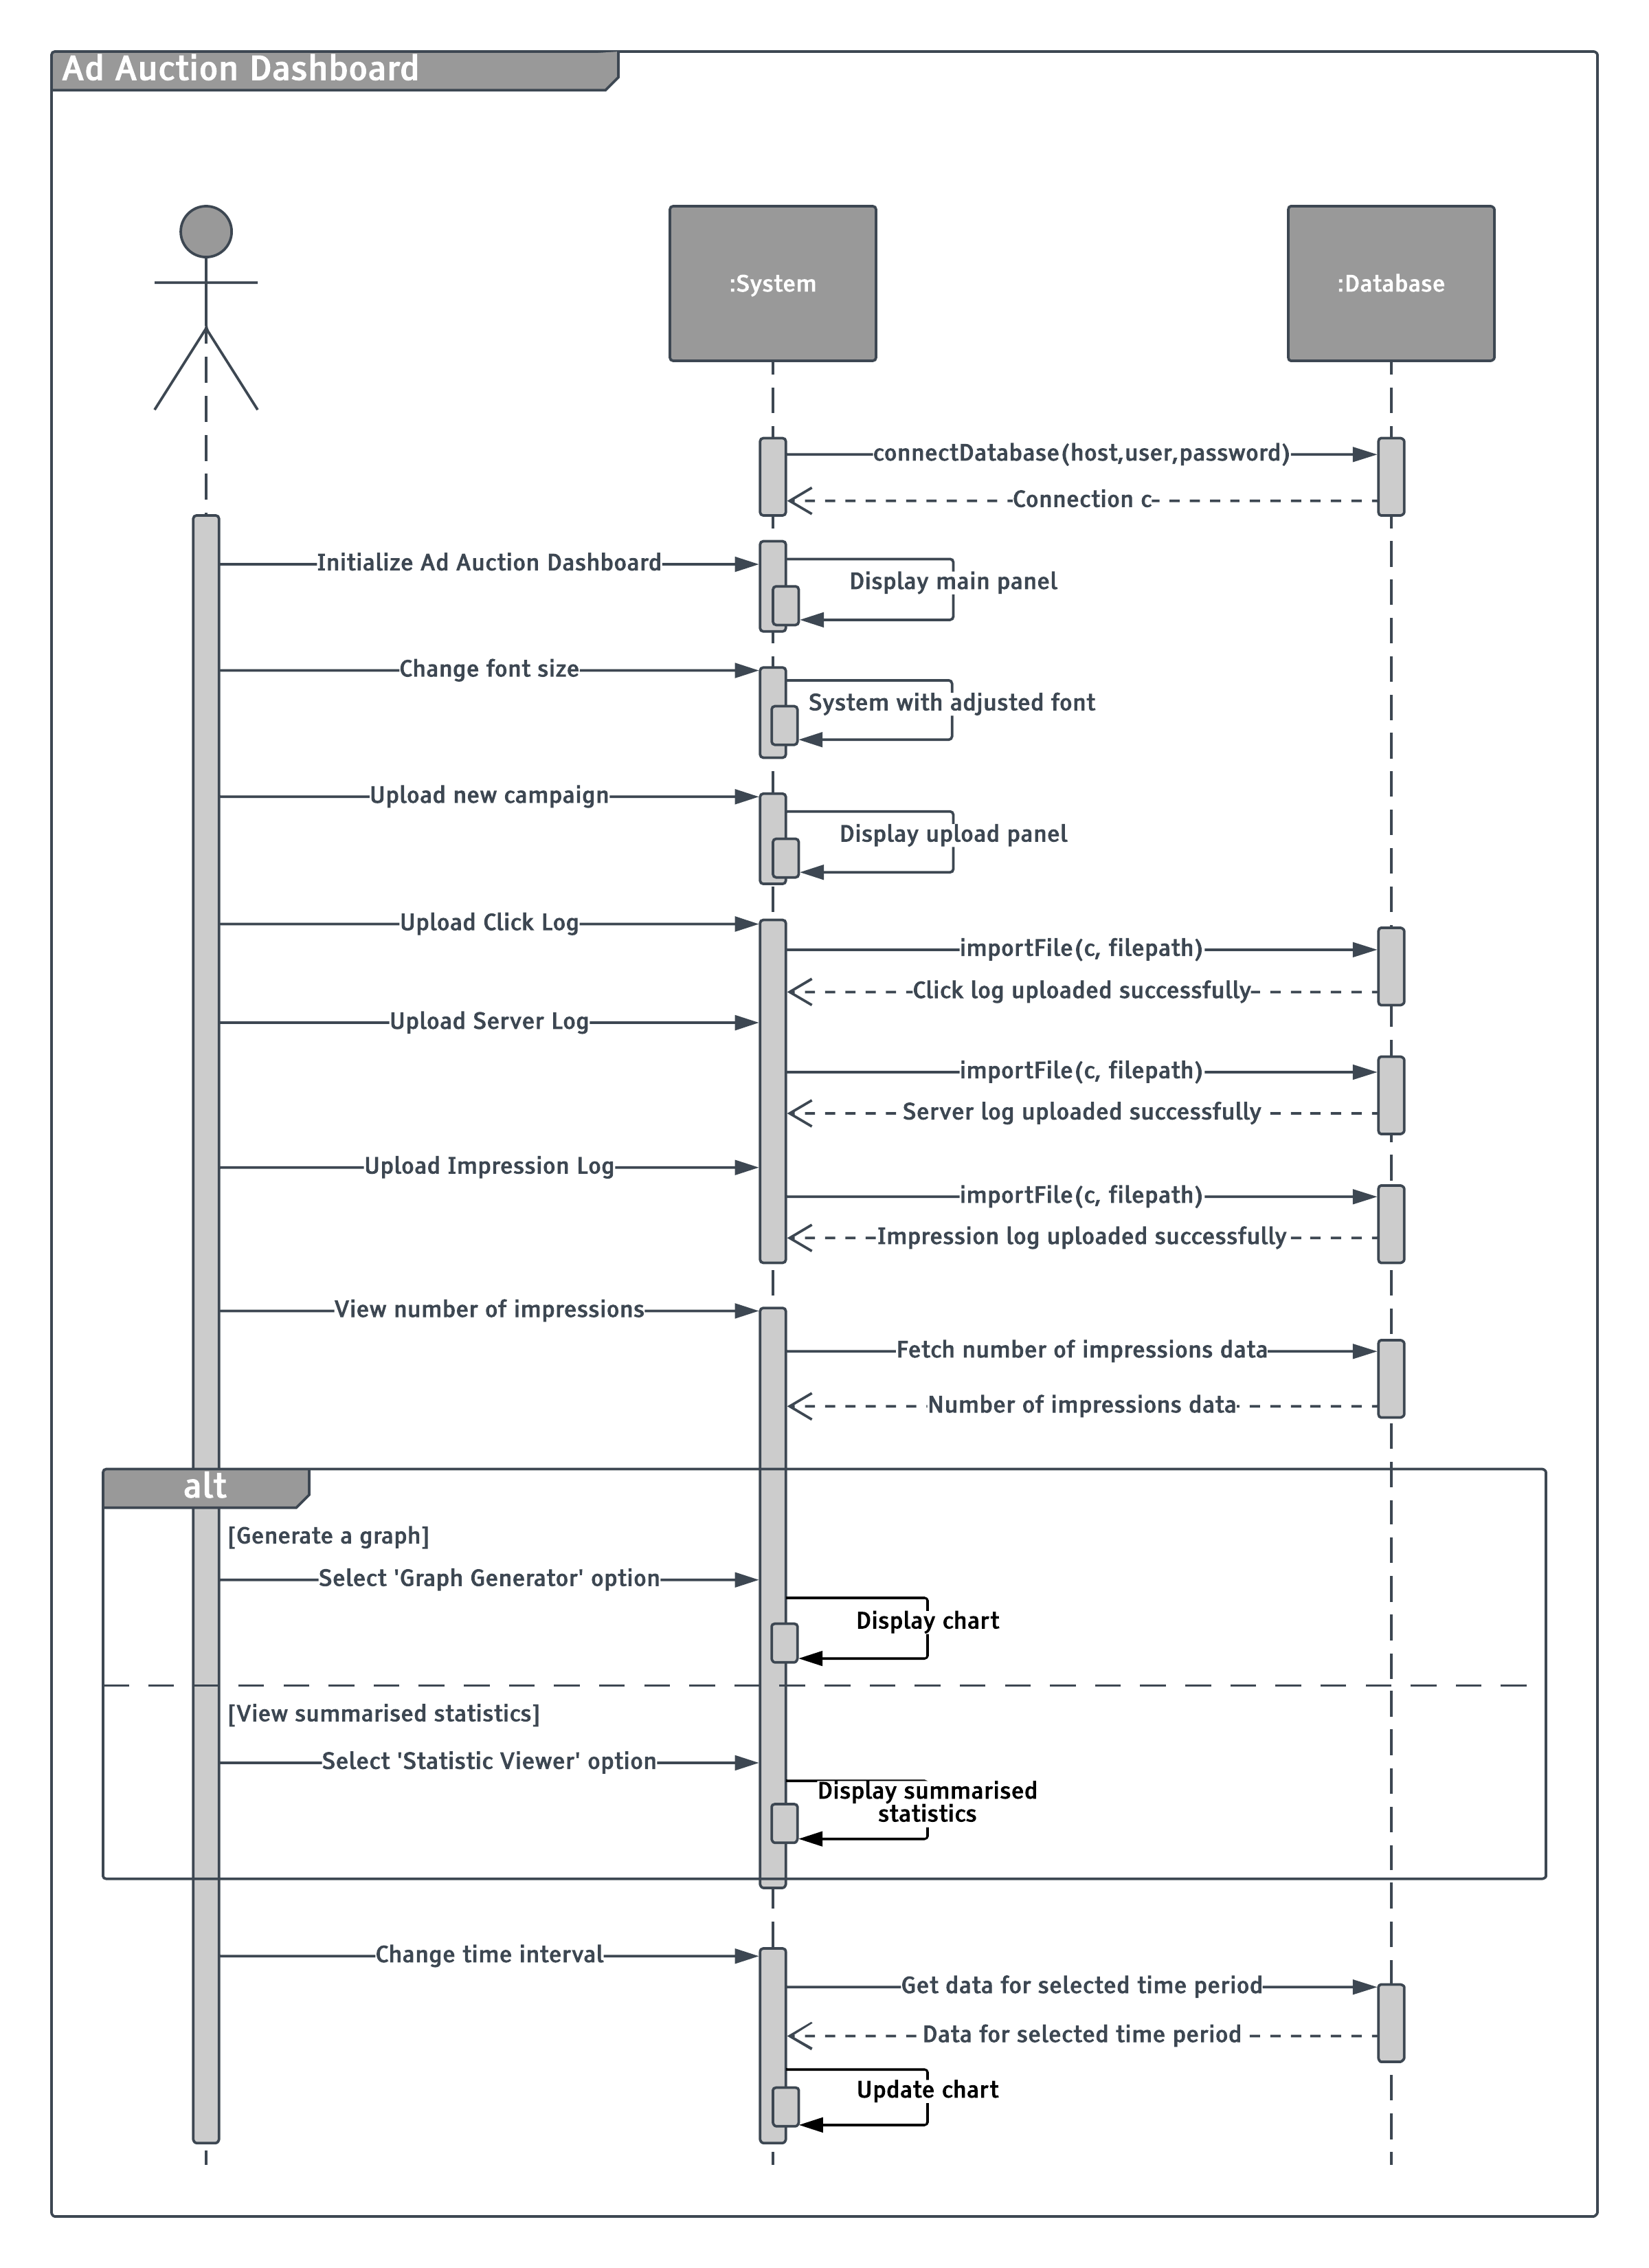 Ad Auction Dashboard
:System
:Database
connectDatabase(host,user,password)
Connection c
Initialize Ad Auction Dashboard
Display main panel
Change font size
System with adjusted font
Upload new campaign
Display upload panel
Upload Click Log
importFile(c, filepath)
Click log uploaded successfully
Upload Server Log
importFile(c, filepath)
Server log uploaded successfully
Upload Impression Log
importFile(c, filepath)
Impression log uploaded successfully
View number of impressions
Fetch number of impressions data
Number of impressions data
alt
[Generate a graph]
Select 'Graph Generator' option
Display chart
[View summarised statistics]
Select 'Statistic Viewer' option
Display summarised
statistics
Change time interval
Get data for selected time period
Data for selected time period
Update chart